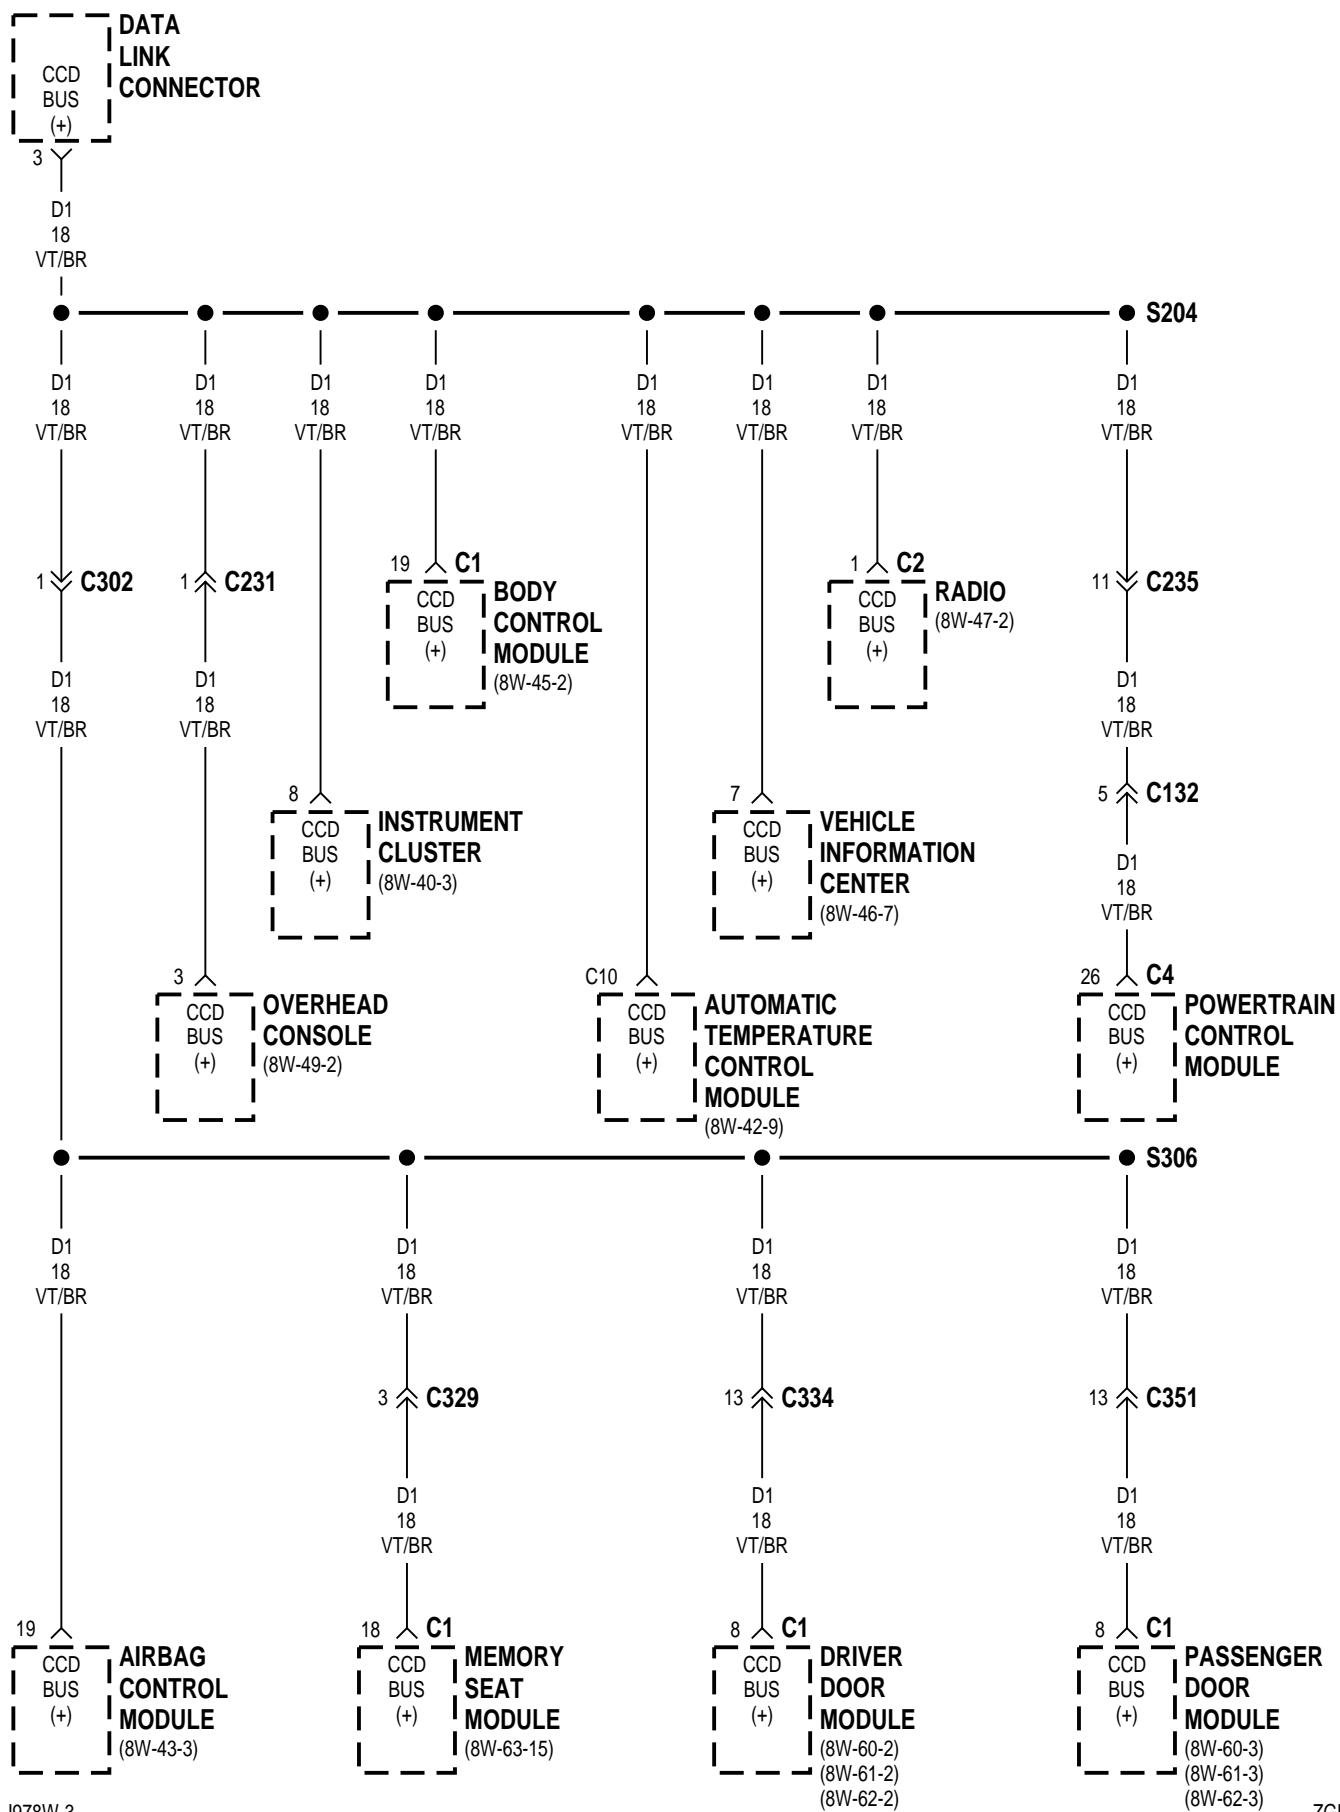 DATA
LINK
CONNECTOR
CCD
BUS
(+)
3
D1
18
VT/BR
S204
D1 D1 D1 D1 D1 D1 D1 D1
18 18 18 18 18 18 18 18
VT/BR VT/BR VT/BR VT/BR VT/BR VT/BR VT/BR VT/BR
1 C302
1 C231
19 C1
CCD
BUS
(+)
BODY
CONTROL
MODULE
(8W-45-2)
1 C2
CCD
BUS
(+)
RADIO
(8W-47-2)
11 C235
D1 D1 D1
18 18 18
VT/BR VT/BR VT/BR
8
CCD
BUS
(+)
INSTRUMENT
CLUSTER
(8W-40-3)
7
CCD
BUS
(+)
VEHICLE
INFORMATION
CENTER
(8W-46-7)
5 C132
D1
18
VT/BR
3
CCD
BUS
(+)
OVERHEAD
CONSOLE
(8W-49-2)
C10
CCD
BUS
(+)
AUTOMATIC
TEMPERATURE
CONTROL
MODULE
(8W-42-9)
26 C4
CCD
BUS
(+)
POWERTRAIN
CONTROL
MODULE
S306
D1 D1 D1 D1
18 18 18 18
VT/BR VT/BR VT/BR VT/BR
3 C329
13 C334
13 C351
D1 D1 D1
18 18 18
VT/BR VT/BR VT/BR
19
CCD
BUS
(+)
AIRBAG
CONTROL
MODULE
(8W-43-3)
18 C1
CCD
BUS
(+)
MEMORY
SEAT
MODULE
(8W-63-15)
8 C1
CCD
BUS
(+)
DRIVER
DOOR
MODULE
(8W-60-2)
(8W-61-2)
(8W-62-2)
8 C1
CCD
BUS
(+)
PASSENGER
DOOR
MODULE
(8W-60-3)
(8W-61-3)
(8W-62-3)